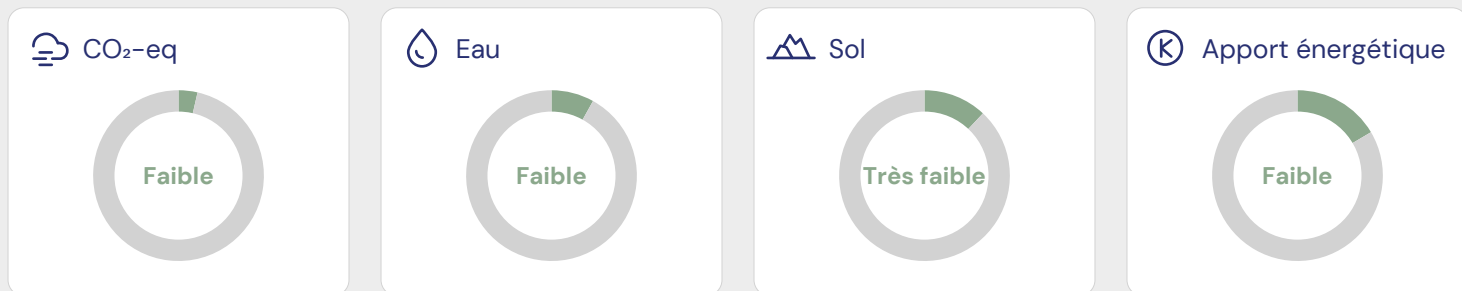 CO₂-eq
Eau
Sol
Apport énergétique
Faible
Faible
Très faible
Faible